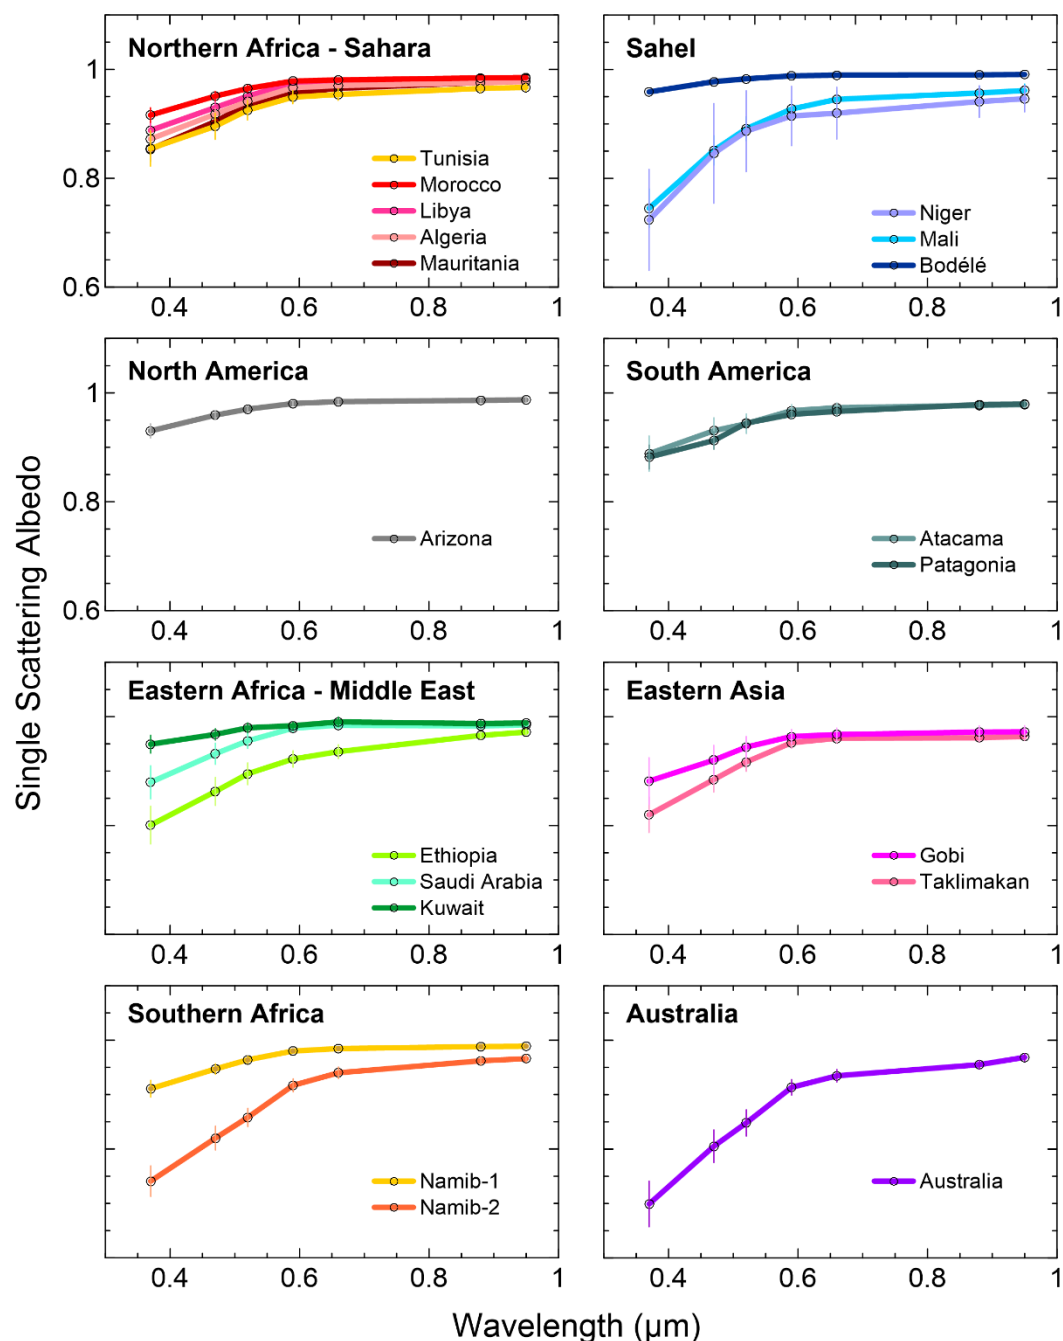 Northern Africa - Sahara
Sahel
1
0.8
0.6
Tunisia
Morocco
Libya
Algeria
Mauritania
Niger
Mali
Bodélé
0.4 0.6 0.8 1
0.4 0.6 0.8 1
North America
South America
1
0.8
0.6
Arizona
Atacama
Patagonia
0.4 0.6 0.8 1
0.4 0.6 0.8 1
Single Scattering Albedo
Eastern Africa - Middle East
Eastern Asia
Ethiopia
Saudi Arabia
Kuwait
Gobi
Taklimakan
0.4 0.6 0.8 1
0.4 0.6 0.8 1
Southern Africa
Australia
Namib-1
Namib-2
Australia
0.4 0.6 0.8 1
0.4 0.6 0.8 1
Wavelength (µm)